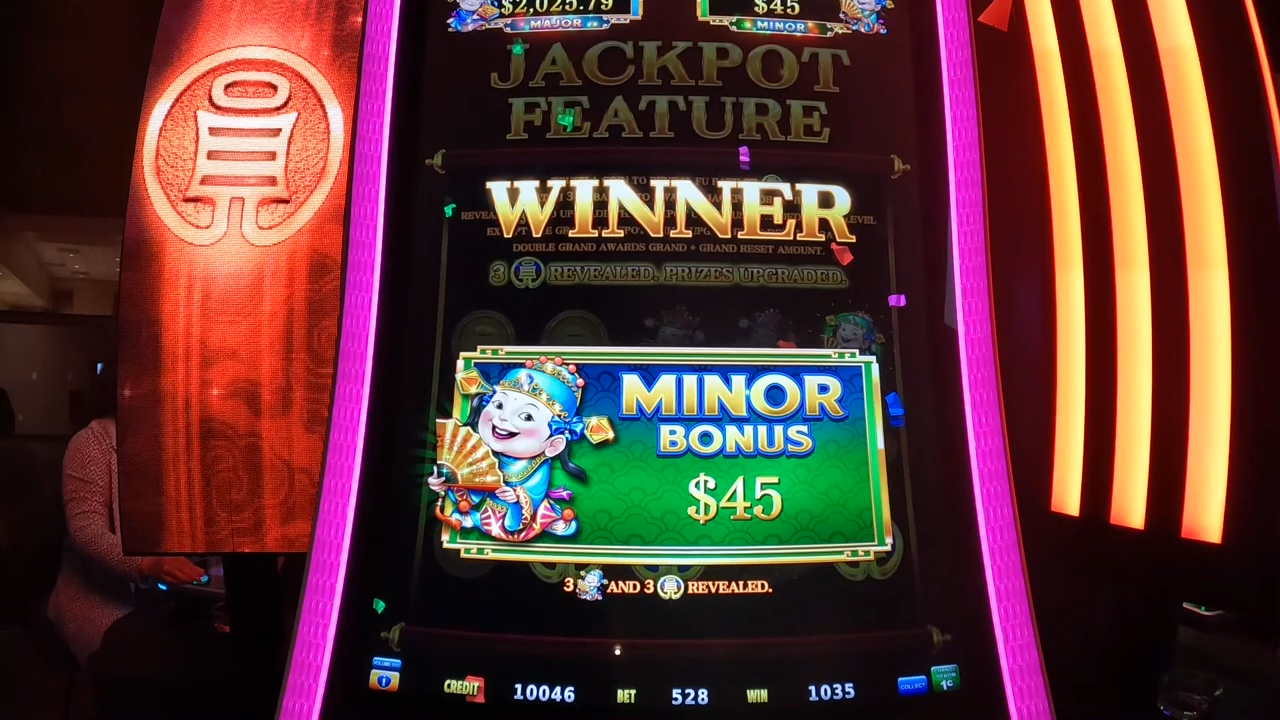 $2,025.79
MAJOR
$45
MINOR
JACKPOT
FEATURE
WINNER
DOUBLE GRAND AWARDS GRAND + GRAND RESET AMOUNT.
3 REVEALED. PRIZES UPGRADED.
MINOR
BONUS
$45
3 AND 3 REVEALED.
CREDIT 10046 BET 528 WIN 1035
COLLECT
1¢